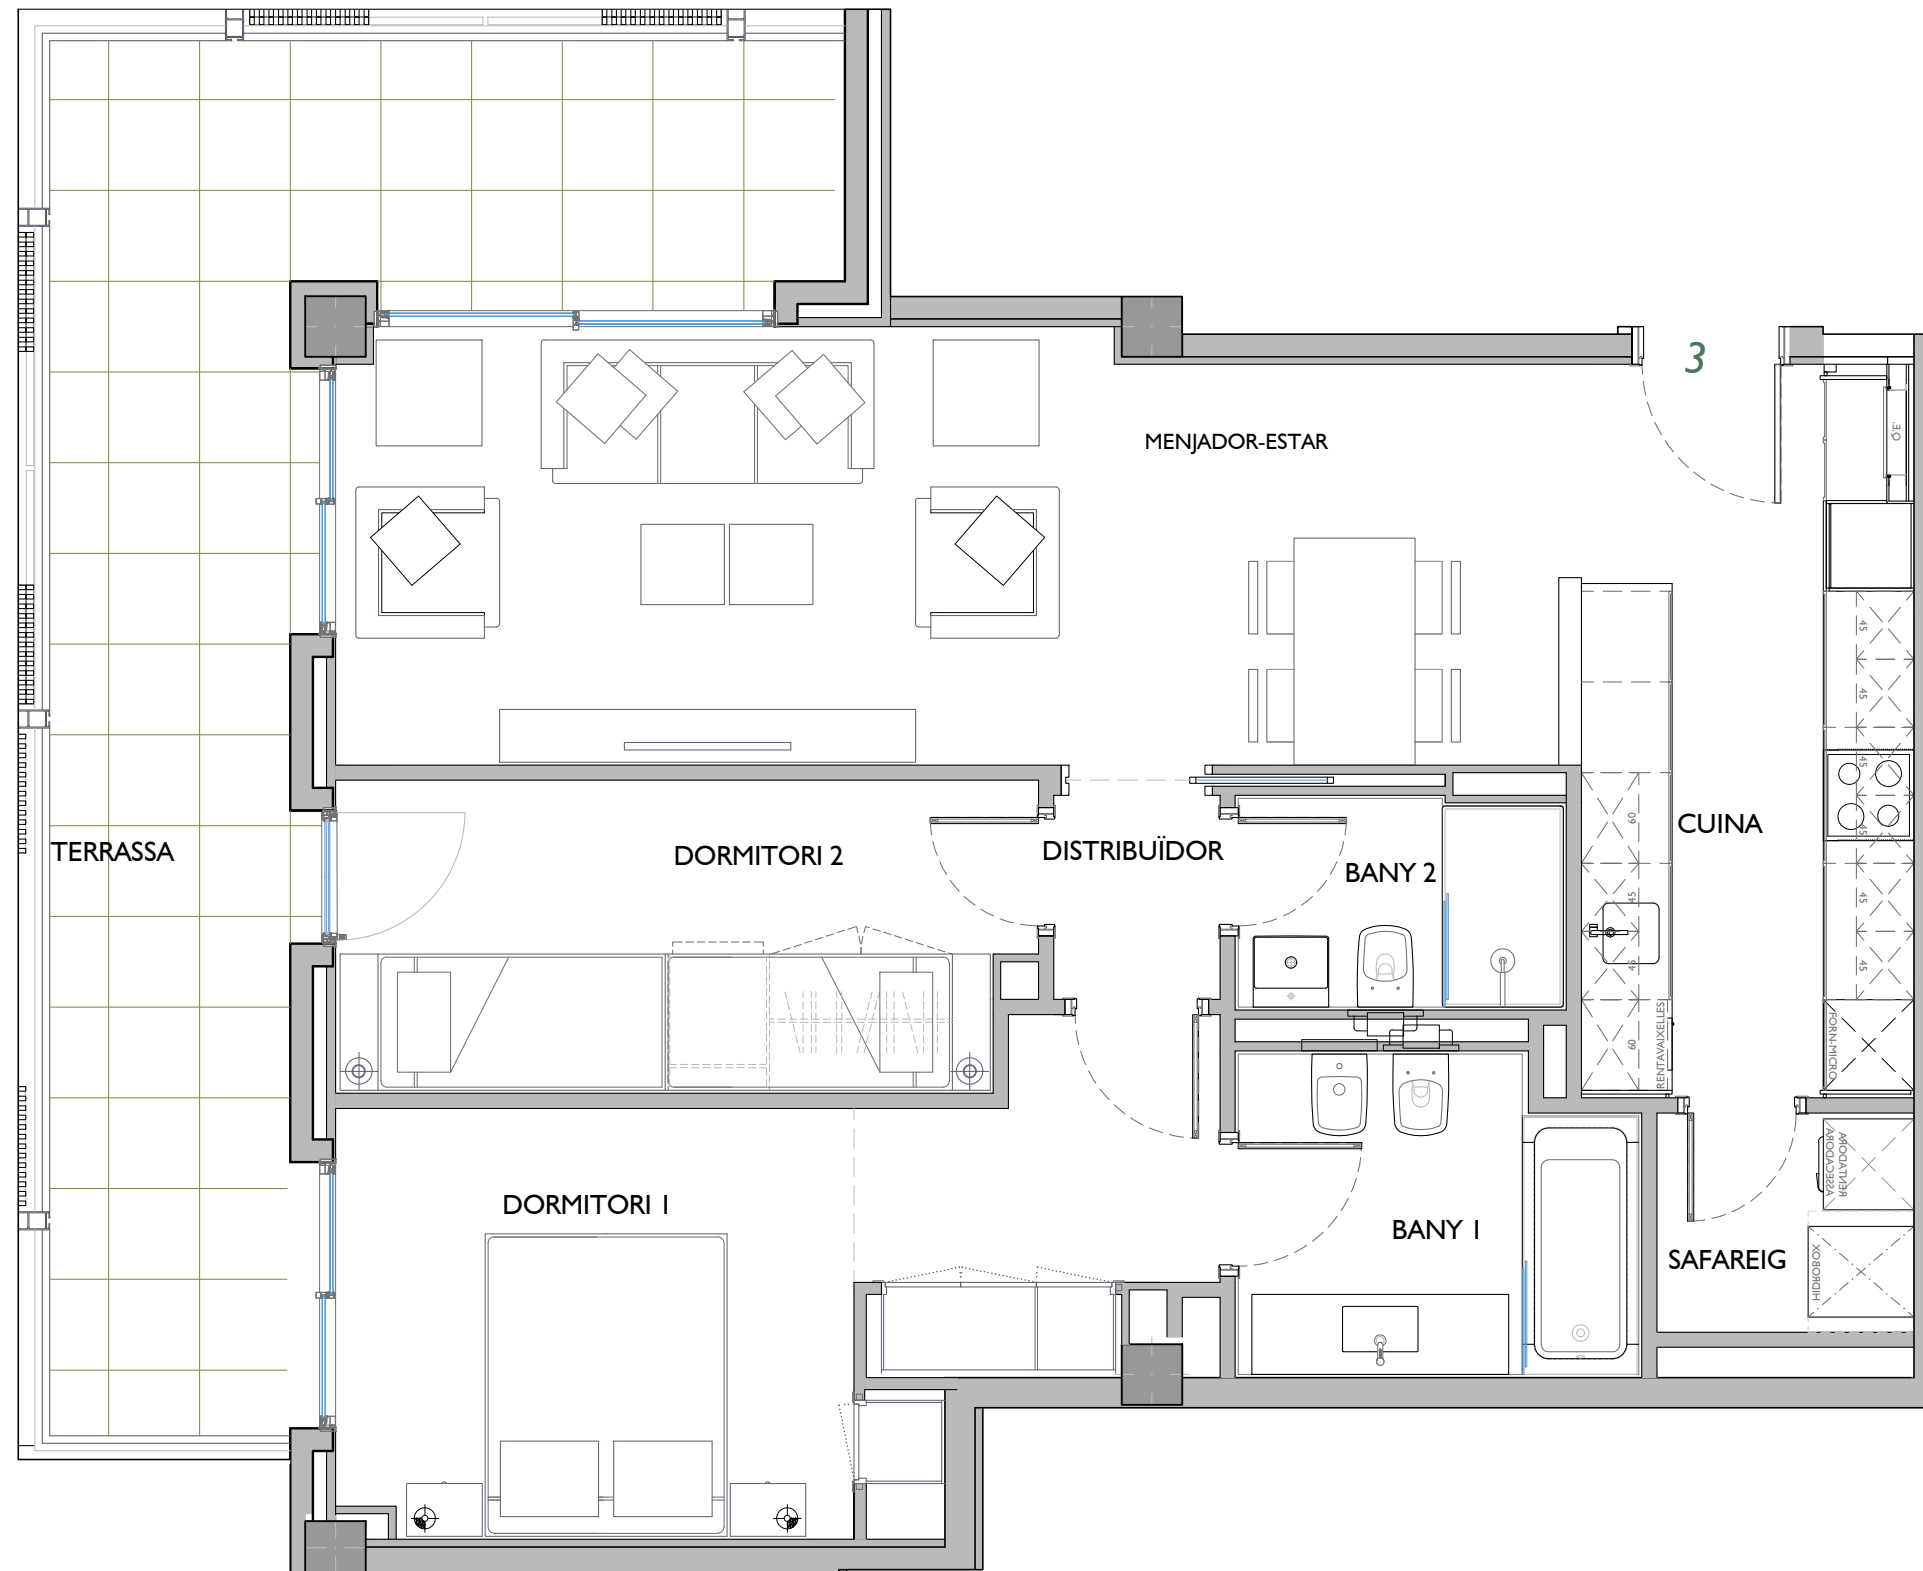 3
Q.E.
MENJADOR-ESTAR
45
45
45
45
45
45
60
45
45
60
CUINA
TERRASSA
DORMITORI 2
DISTRIBUÏDOR
BANY 2
RENTAVAIXELLES
FORN-MICRO
RENTADORA
ASSECADORA
DORMITORI 1
BANY 1
SAFAREIG
HIDROBOX